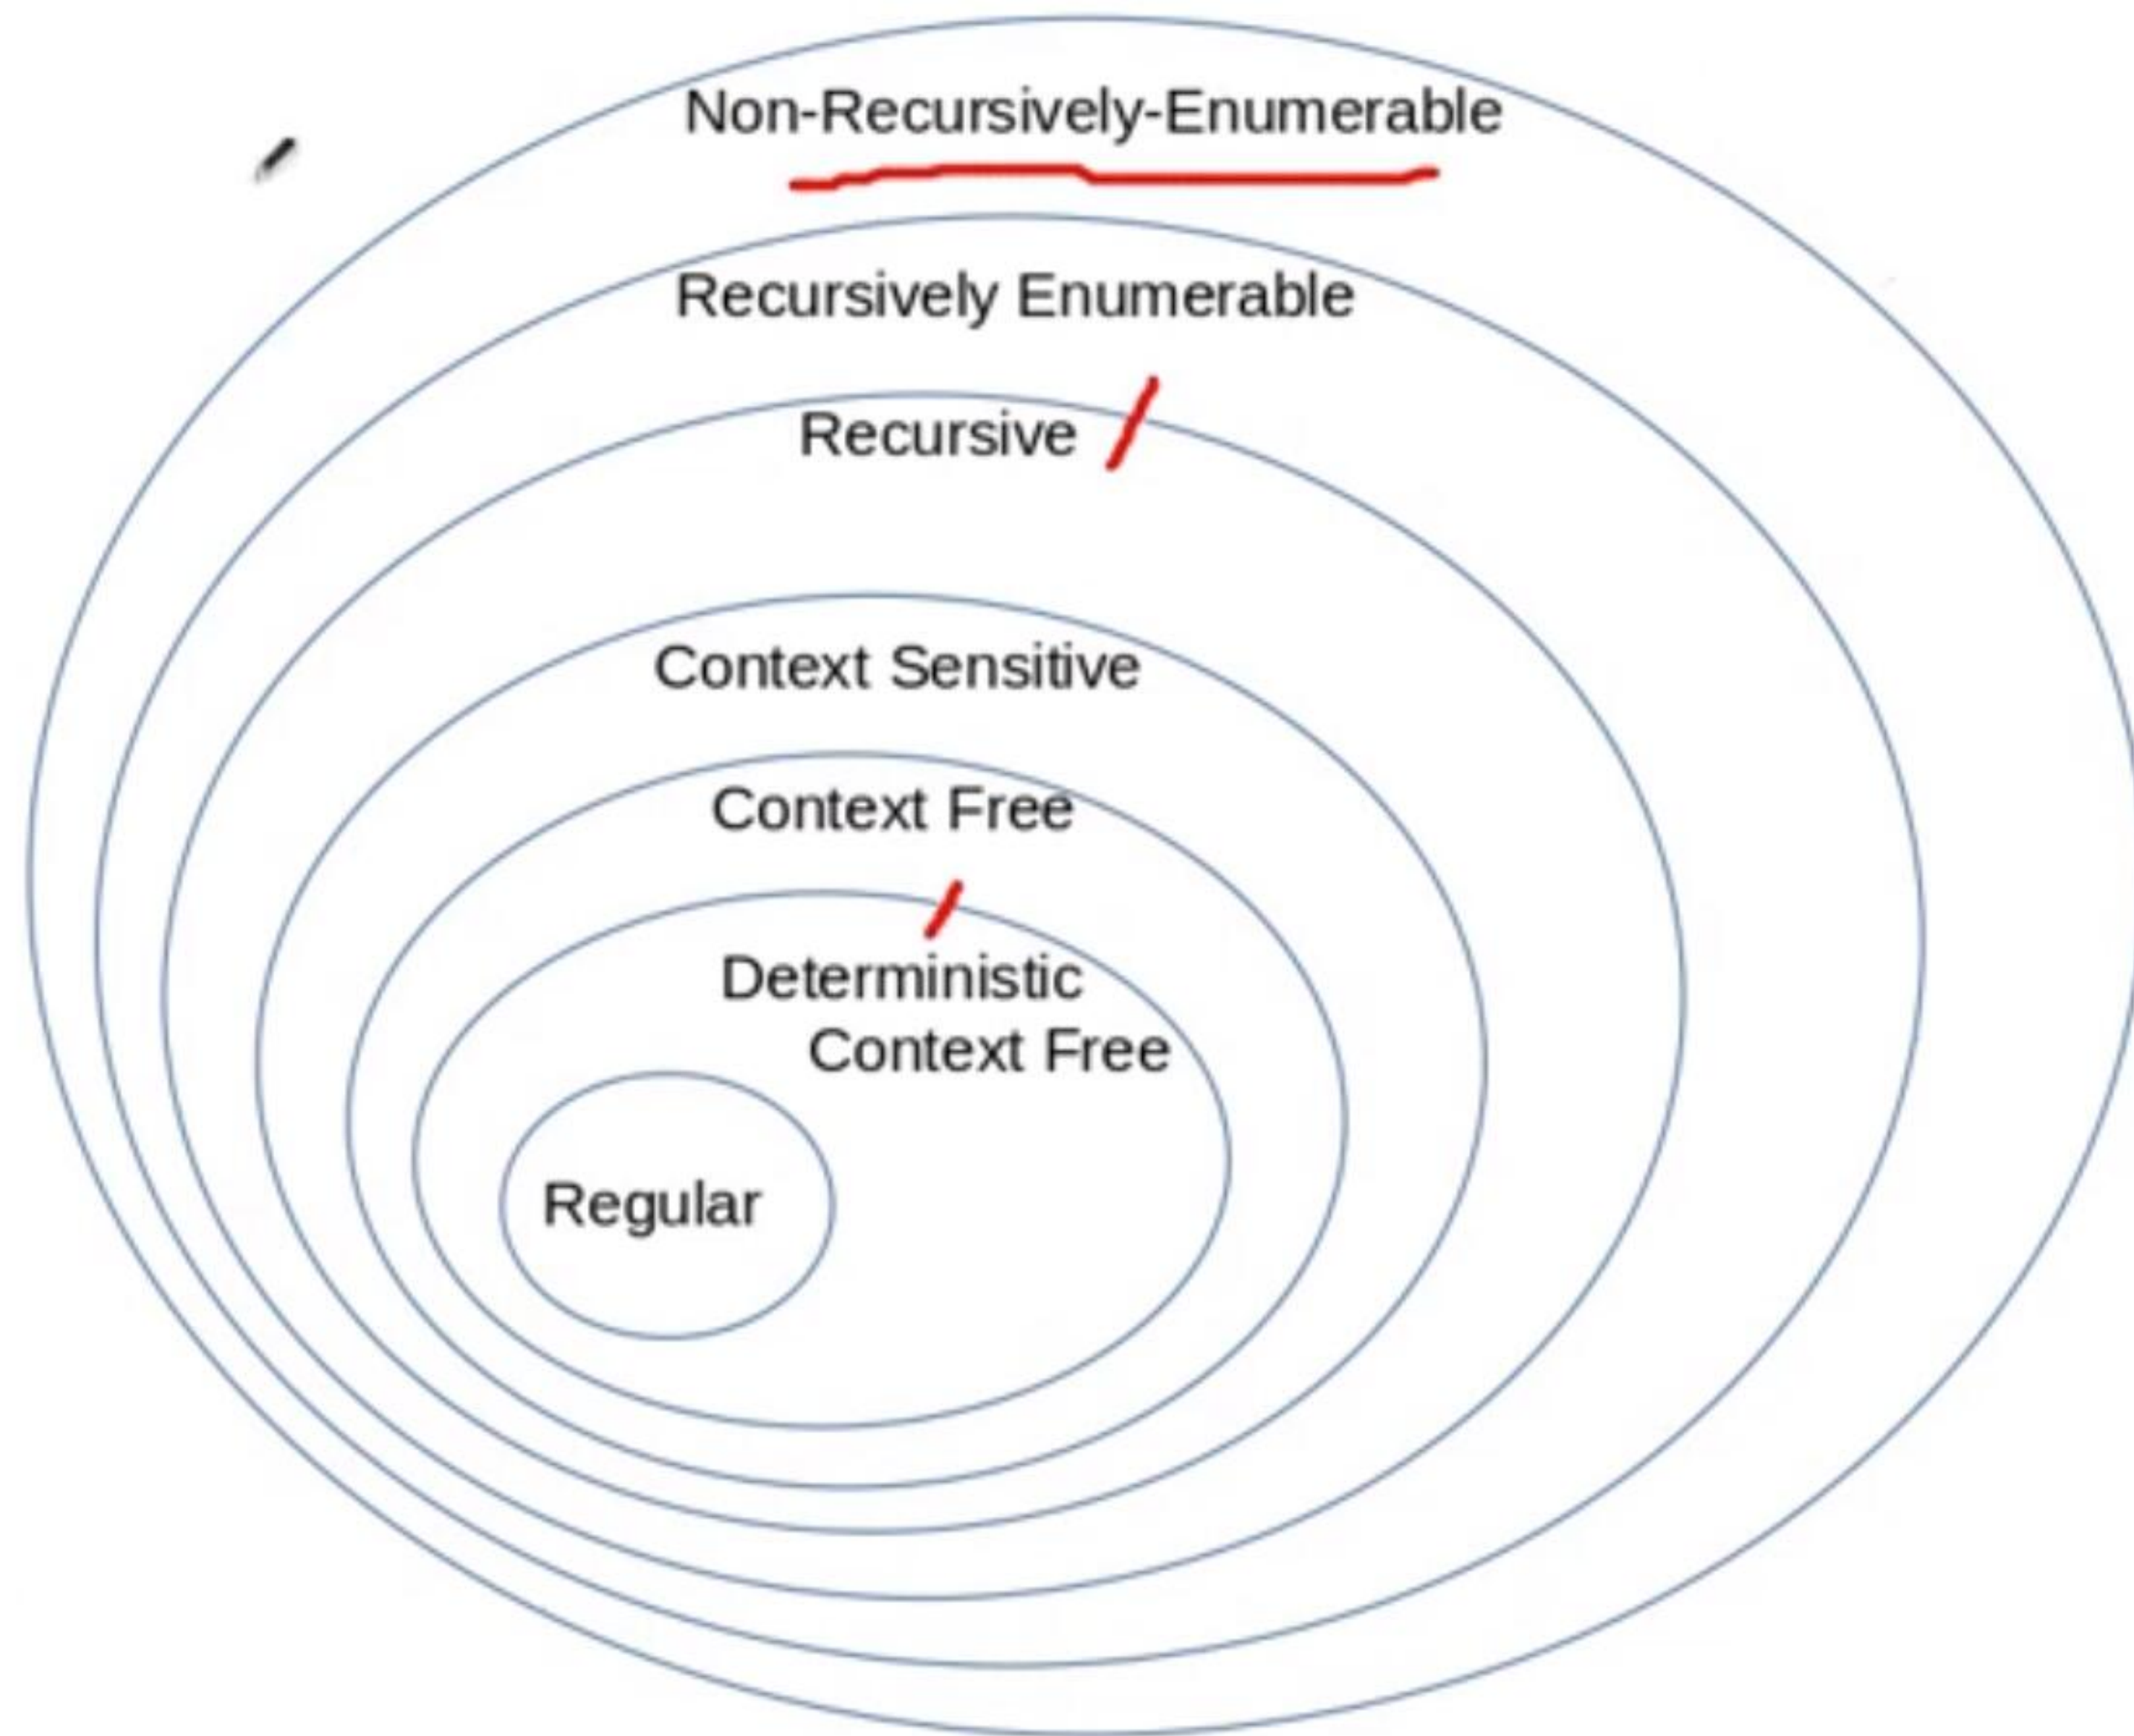 Non-Recursively-Enumerable
Recursively Enumerable
Recursive
Context Sensitive
Context Free
Deterministic
Context Free
Regular